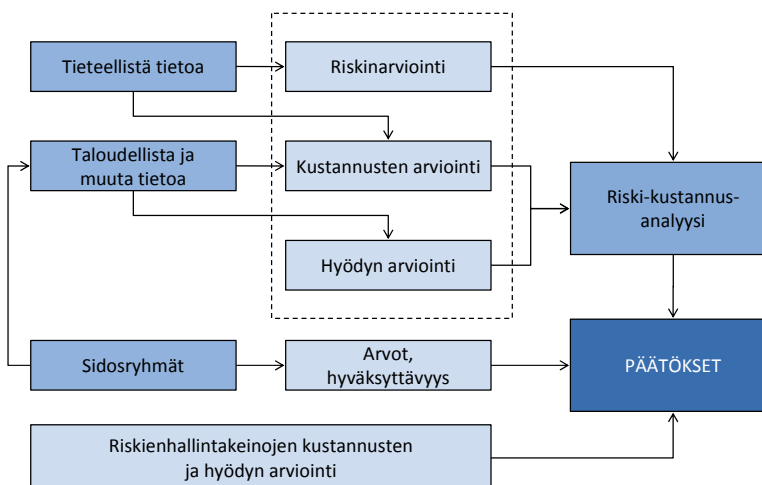 Tieteellistä tietoa
Riskinarviointi
Taloudellista ja
muuta tietoa
Kustannusten arviointi
Riski-kustannus-
analyysi
Hyödyn arviointi
Sidosryhmät
Arvot,
hyväksyttävyys
PÄÄTÖKSET
Riskienhallintakeinojen kustannusten
ja hyödyn arviointi